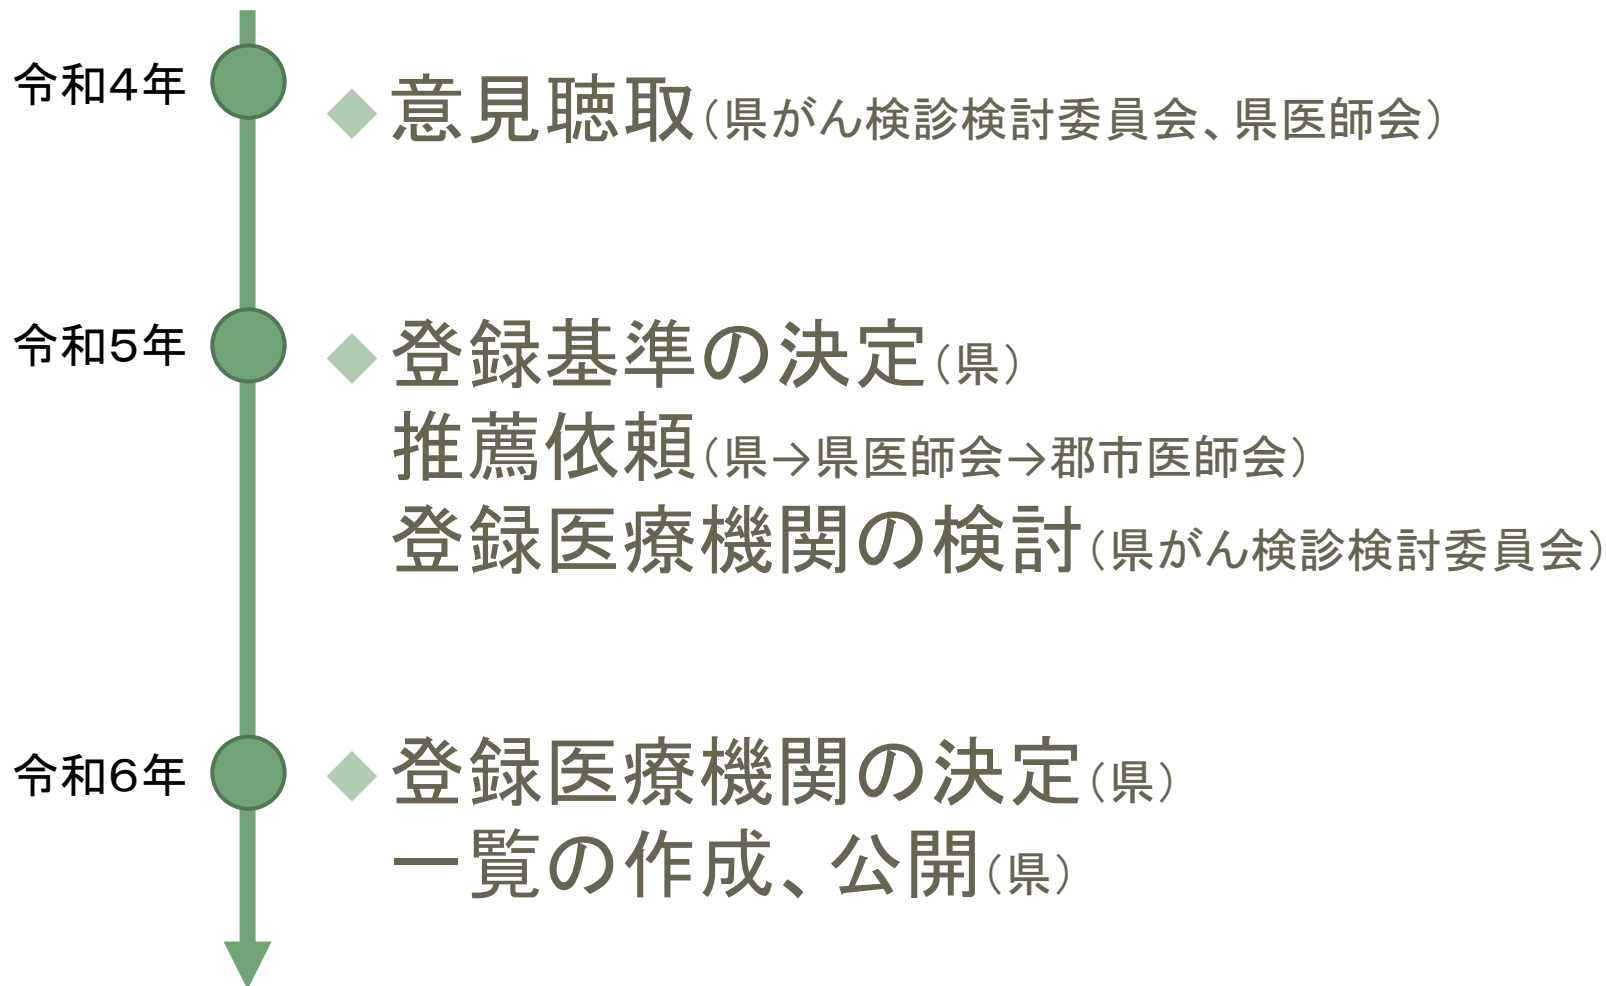 令和4年
◆意見聴取（県がん検診検討委員会、県医師会）
令和5年
◆登録基準の決定（県）
推薦依頼（県→県医師会→郡市医師会）
登録医療機関の検討（県がん検診検討委員会）
令和6年
◆登録医療機関の決定（県）
一覧の作成、公開（県）